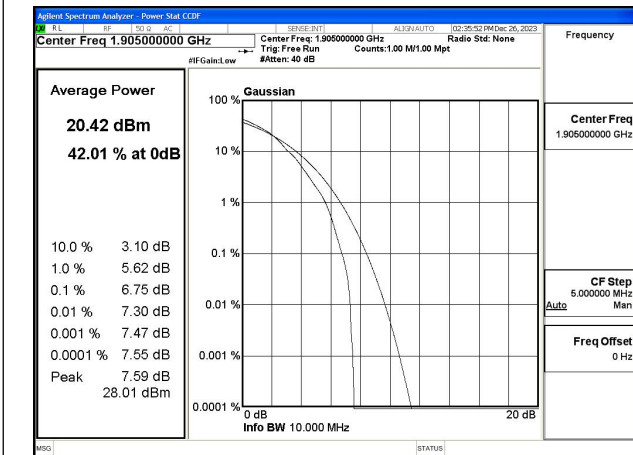 Agilent Spectrum Analyzer - Power Stat CCDF
RL RF 50 Ω AC SENSE:INT ALIGN AUTO 02:35:52 PM Dec 26, 2023
Center Freq 1.905000000 GHz
Center Freq: 1.905000000 GHz Radio Std: None
Trig: Free Run Counts:1.00 M/1.00 Mpt
#IFGain:Low #Atten: 40 dB
Frequency
Average Power
20.42 dBm
42.01 % at 0dB
10.0 % 3.10 dB
1.0 % 5.62 dB
0.1 % 6.75 dB
0.01 % 7.30 dB
0.001 % 7.47 dB
0.0001 % 7.55 dB
Peak 7.59 dB
28.01 dBm
Gaussian
100 %
10 %
1 %
0.1 %
0.01 %
0.001 %
0.0001 %
0 dB 20 dB
Info BW 10.000 MHz
Center Freq
1.905000000 GHz
CF Step
5.000000 MHz
Auto Man
Freq Offset
0 Hz
MSG STATUS